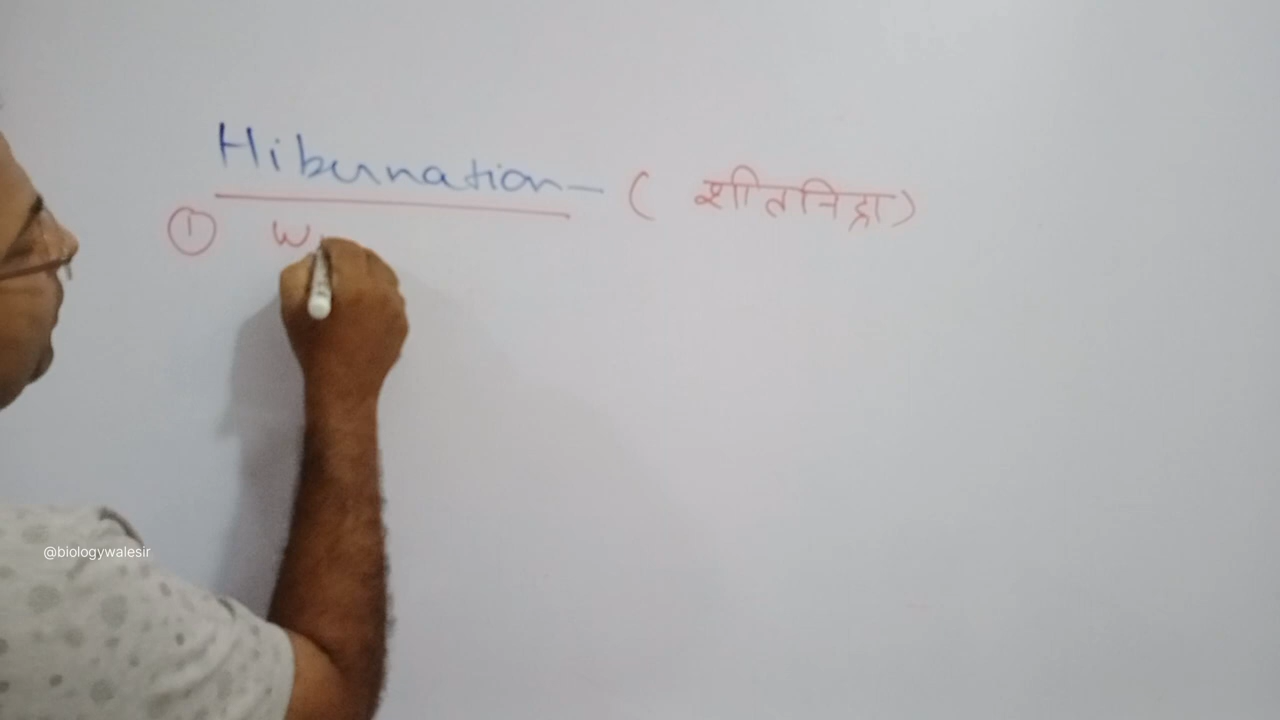 Hibernation – ( शीतनिद्रा )
① W
@biologywalesir